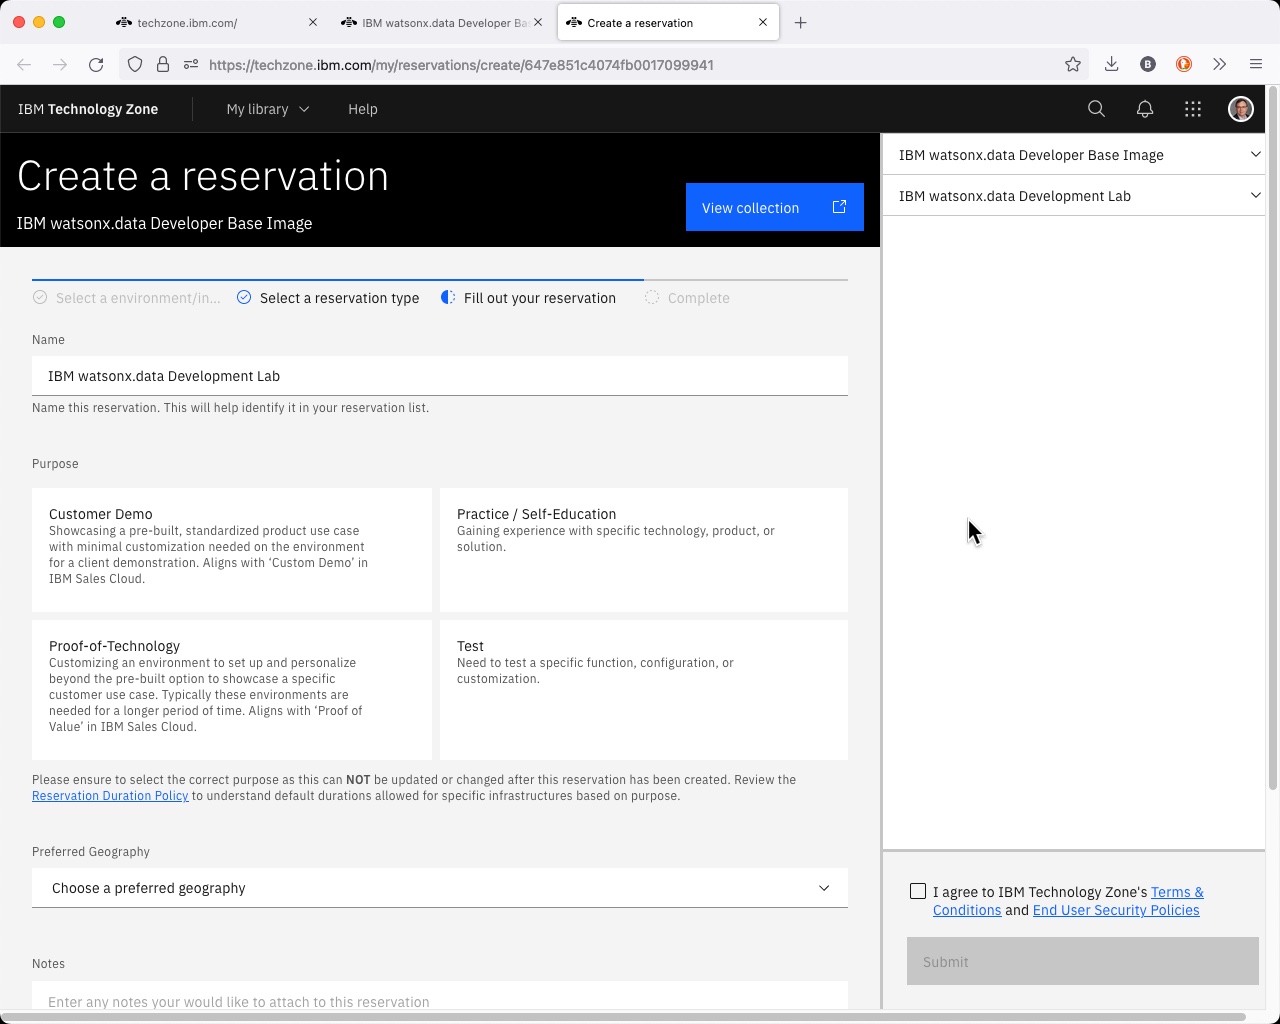 techzone.ibm.com/
IBM watsonx.data Developer Ba
Create a reservation
https://techzone.ibm.com/my/reservations/create/647e851c4074fb0017099941
B
IBM Technology Zone
My library
Help
Create a reservation
IBM watsonx.data Developer Base Image
View collection
IBM watsonx.data Developer Base Image
IBM watsonx.data Development Lab
Select a environment/in...
Select a reservation type
Fill out your reservation
Complete
Name
IBM watsonx.data Development Lab
Name this reservation. This will help identify it in your reservation list.
Purpose
Customer Demo
Showcasing a pre-built, standardized product use case
with minimal customization needed on the environment
for a client demonstration. Aligns with ‘Custom Demo’ in
IBM Sales Cloud.
Practice / Self-Education
Gaining experience with specific technology, product, or
solution.
Proof-of-Technology
Customizing an environment to set up and personalize
beyond the pre-built option to showcase a specific
customer use case. Typically these environments are
needed for a longer period of time. Aligns with ‘Proof of
Value’ in IBM Sales Cloud.
Test
Need to test a specific function, configuration, or
customization.
Please ensure to select the correct purpose as this can NOT be updated or changed after this reservation has been created. Review the
Reservation Duration Policy to understand default durations allowed for specific infrastructures based on purpose.
Preferred Geography
Choose a preferred geography
Notes
Enter any notes your would like to attach to this reservation
I agree to IBM Technology Zone's Terms &
Conditions and End User Security Policies
Submit